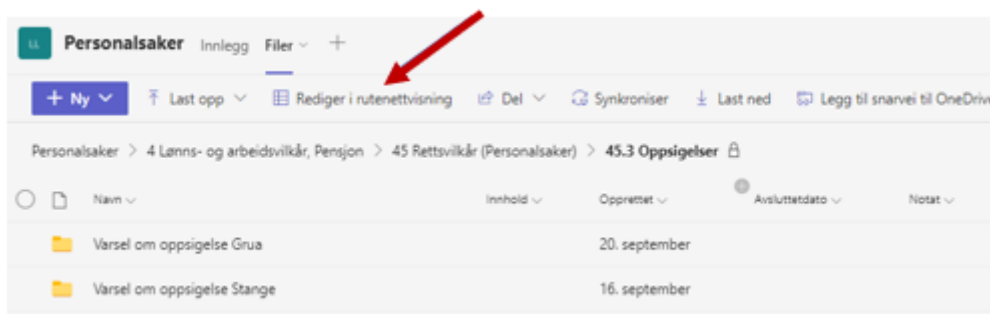 LL Personalsaker Innlegg Filer
+ Ny Last opp Rediger i rutenettvisning Del Synkroniser Last ned Legg til snarvei til OneDrive
Personalsaker > 4 Lønns- og arbeidsvilkår, Pensjon > 45 Rettsvilkår (Personalsaker) > 45.3 Oppsigelser
Navn Innhold Opprettet Avsluttetdato Notat
Varsel om oppsigelse Grua 20. september
Varsel om oppsigelse Stange 16. september